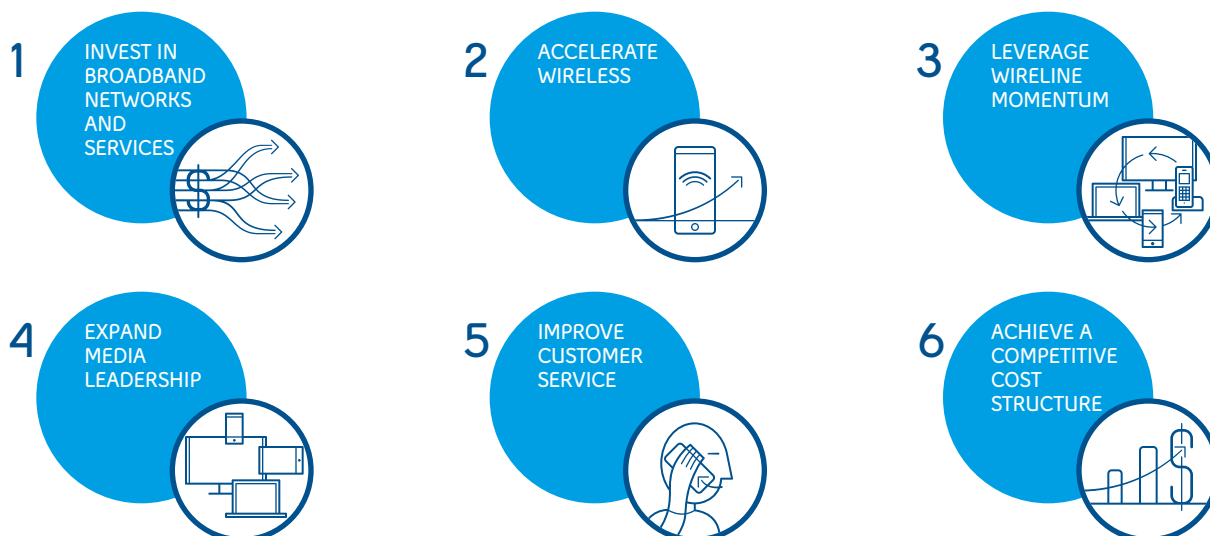 1
INVEST IN
BROADBAND
NETWORKS
AND
SERVICES
2
ACCELERATE
WIRELESS
3
LEVERAGE
WIRELINE
MOMENTUM
4
EXPAND
MEDIA
LEADERSHIP
5
IMPROVE
CUSTOMER
SERVICE
6
ACHIEVE A
COMPETITIVE
COST
STRUCTURE